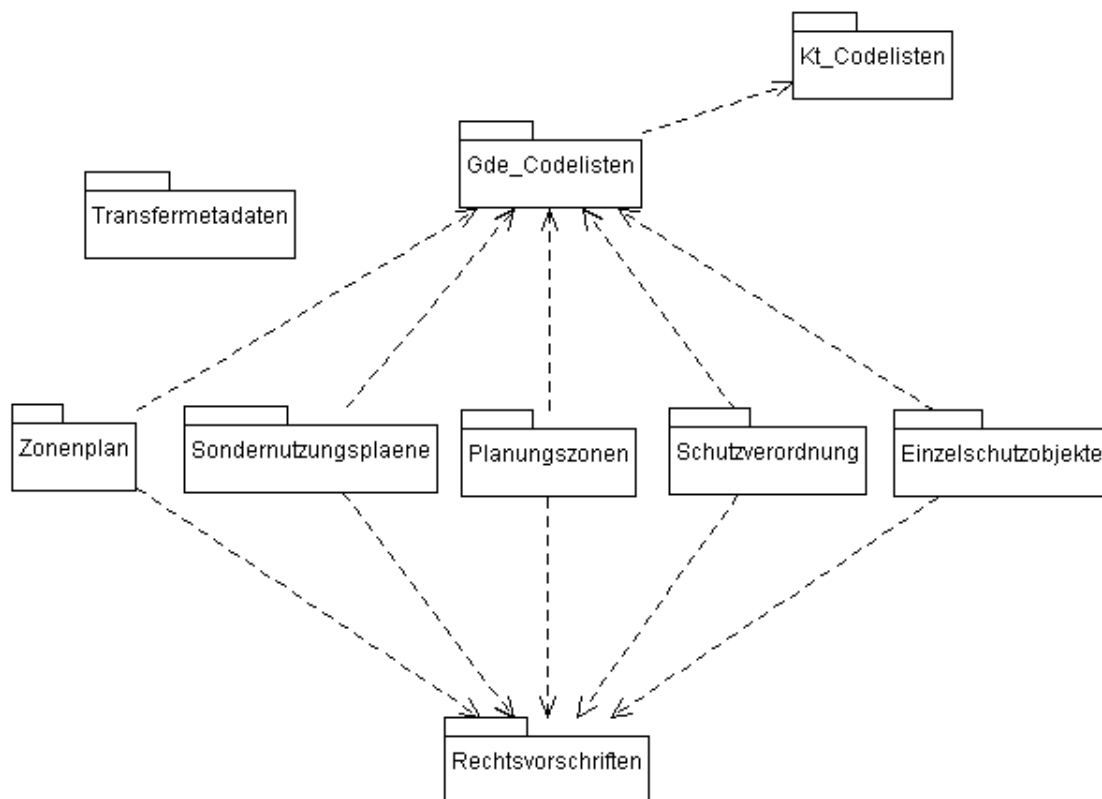 Kt_Codelisten
Gde_Codelisten
Transfermetadaten
Zonenplan
Sondernutzungsplaene
Planungszonen
Schutzverordnung
Einzelschutzobjekte
Rechtsvorschriften